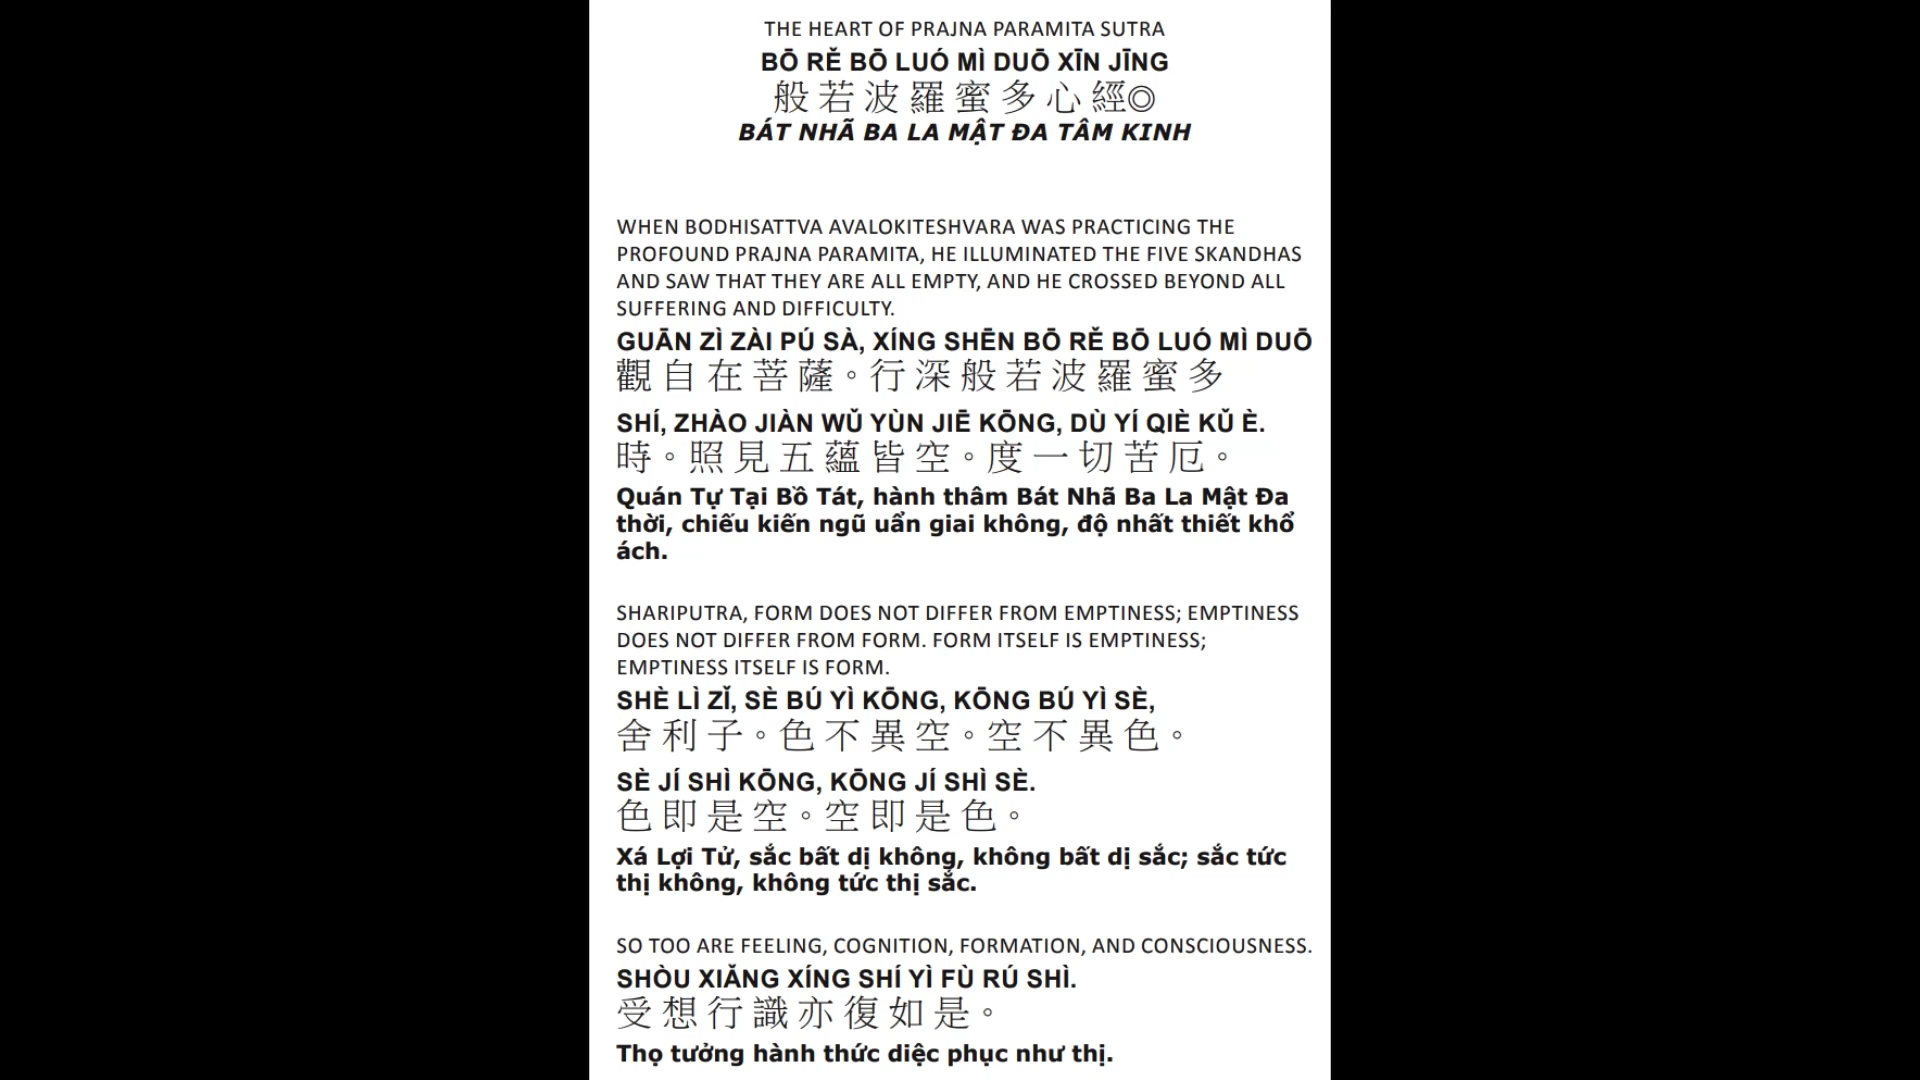 THE HEART OF PRAJNA PARAMITA SUTRA
BŌ RĚ BŌ LUÓ MÌ DUŌ XĪN JĪNG
般若波羅蜜多心經◎
BÁT NHÃ BA LA MẬT ĐA TÂM KINH
WHEN BODHISATTVA AVALOKITESHVARA WAS PRACTICING THE
PROFOUND PRAJNA PARAMITA, HE ILLUMINATED THE FIVE SKANDHAS
AND SAW THAT THEY ARE ALL EMPTY, AND HE CROSSED BEYOND ALL
SUFFERING AND DIFFICULTY.
GUĀN ZÌ ZÀI PÚ SÀ, XÍNG SHĒN BŌ RĚ BŌ LUÓ MÌ DUŌ
觀自在菩薩。行深般若波羅蜜多
SHÍ, ZHÀO JIÀN WǓ YÙN JIĒ KŌNG, DÙ YÍ QIÈ KǓ È.
時。照見五蘊皆空。度一切苦厄。
Quán Tự Tại Bồ Tát, hành thâm Bát Nhã Ba La Mật Đa
thời, chiếu kiến ngũ uẩn giai không, độ nhất thiết khổ
ách.
SHARIPUTRA, FORM DOES NOT DIFFER FROM EMPTINESS; EMPTINESS
DOES NOT DIFFER FROM FORM. FORM ITSELF IS EMPTINESS;
EMPTINESS ITSELF IS FORM.
SHÈ LÌ ZǏ, SÈ BÚ YÌ KŌNG, KŌNG BÚ YÌ SÈ,
舍利子。色不異空。空不異色。
SÈ JÍ SHÌ KŌNG, KŌNG JÍ SHÌ SÈ.
色即是空。空即是色。
Xá Lợi Tử, sắc bất dị không, không bất dị sắc; sắc tức
thị không, không tức thị sắc.
SO TOO ARE FEELING, COGNITION, FORMATION, AND CONSCIOUSNESS.
SHÒU XIǍNG XÍNG SHÍ YÌ FÙ RÚ SHÌ.
受想行識亦復如是。
Thọ tưởng hành thức diệc phục như thị.